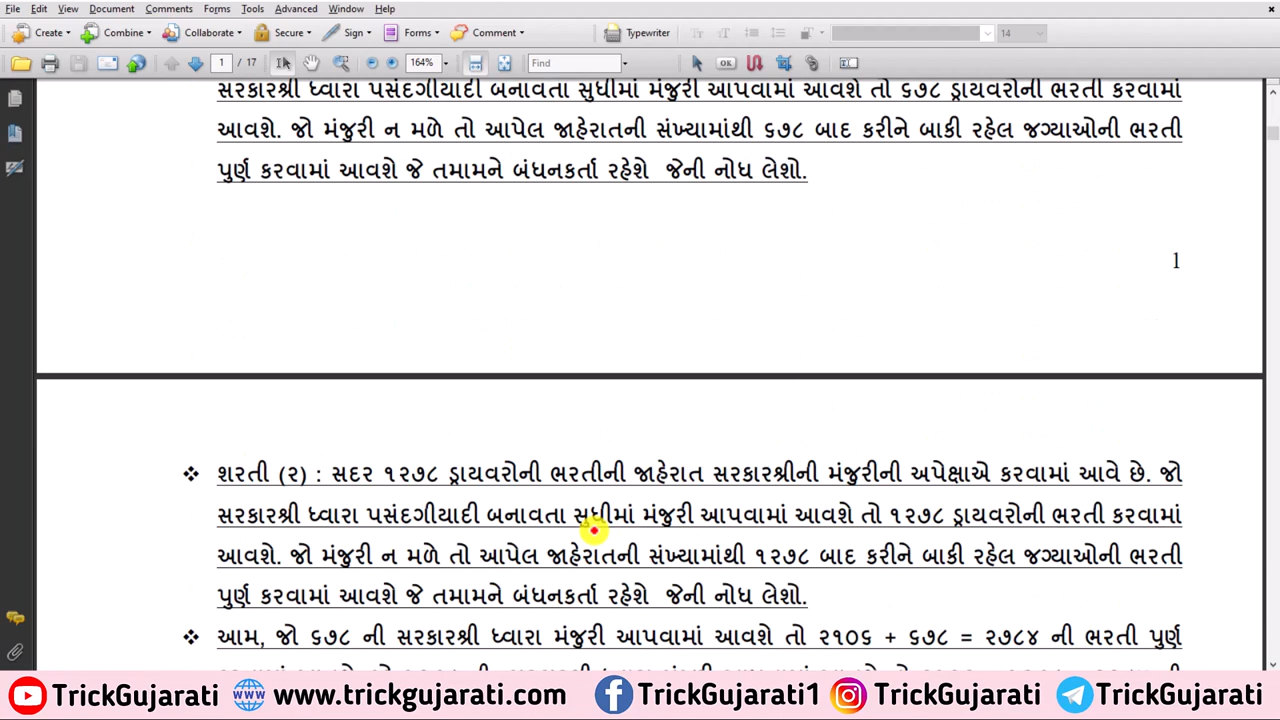 File Edit View Document Comments Forms Tools Advanced Window Help
Create Combine Collaborate Secure Sign Forms Comment Typewriter 14
1 / 17 164% Find
સરકારશ્રી ધ્વારા પસંદગીયાદી બનાવતા સુધીમાં મંજુરી આપવામાં આવશે તો ૬૭૮ ડ્રાયવરોની ભરતી કરવામાં
આવશે. જો મંજુરી ન મળે તો આપેલ જાહેરાતની સંખ્યામાંથી ૬૭૮ બાદ કરીને બાકી રહેલ જગ્યાઓની ભરતી
પુર્ણ કરવામાં આવશે જે તમામને બંધનકર્તા રહેશે જેની નોધ લેશો.
1
❖ શરતી (૨) : સદર ૧૨૭૮ ડ્રાયવરોની ભરતીની જાહેરાત સરકારશ્રીની મંજુરીની અપેક્ષાએ કરવામાં આવે છે. જો
સરકારશ્રી ધ્વારા પસંદગીયાદી બનાવતા સુધીમાં મંજુરી આપવામાં આવશે તો ૧૨૭૮ ડ્રાયવરોની ભરતી કરવામાં
આવશે. જો મંજુરી ન મળે તો આપેલ જાહેરાતની સંખ્યામાંથી ૧૨૭૮ બાદ કરીને બાકી રહેલ જગ્યાઓની ભરતી
પુર્ણ કરવામાં આવશે જે તમામને બંધનકર્તા રહેશે જેની નોધ લેશો.
❖ આમ, જો ૬૭૮ ની સરકારશ્રી ધ્વારા મંજુરી આપવામાં આવશે તો ૨૧૦૬ + ૬૭૮ = ૨૭૮૪ ની ભરતી પુર્ણ
TrickGujarati www.trickgujarati.com TrickGujarati1 TrickGujarati TrickGujarati